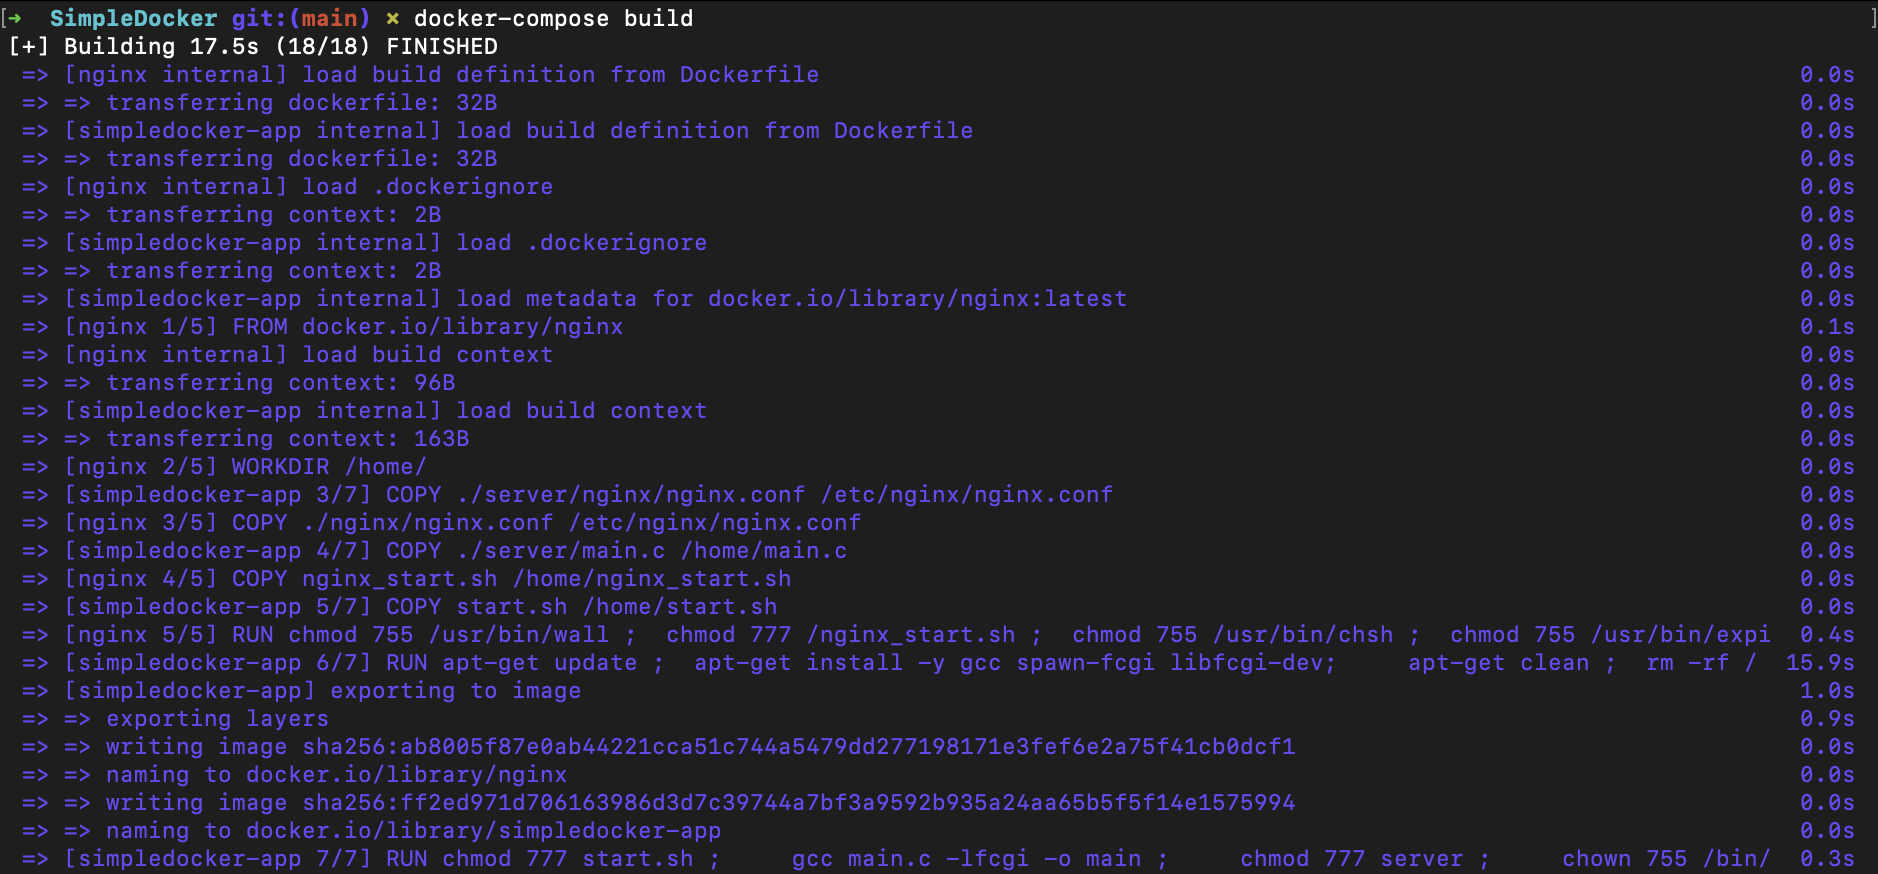 [➜  SimpleDocker git:(main) ✗ docker-compose build ]
[+] Building 17.5s (18/18) FINISHED
=> [nginx internal] load build definition from Dockerfile 0.0s
=> => transferring dockerfile: 32B 0.0s
=> [simpledocker-app internal] load build definition from Dockerfile 0.0s
=> => transferring dockerfile: 32B 0.0s
=> [nginx internal] load .dockerignore 0.0s
=> => transferring context: 2B 0.0s
=> [simpledocker-app internal] load .dockerignore 0.0s
=> => transferring context: 2B 0.0s
=> [simpledocker-app internal] load metadata for docker.io/library/nginx:latest 0.0s
=> [nginx 1/5] FROM docker.io/library/nginx 0.1s
=> [nginx internal] load build context 0.0s
=> => transferring context: 96B 0.0s
=> [simpledocker-app internal] load build context 0.0s
=> => transferring context: 163B 0.0s
=> [nginx 2/5] WORKDIR /home/ 0.0s
=> [simpledocker-app 3/7] COPY ./server/nginx/nginx.conf /etc/nginx/nginx.conf 0.0s
=> [nginx 3/5] COPY ./nginx/nginx.conf /etc/nginx/nginx.conf 0.0s
=> [simpledocker-app 4/7] COPY ./server/main.c /home/main.c 0.0s
=> [nginx 4/5] COPY nginx_start.sh /home/nginx_start.sh 0.0s
=> [simpledocker-app 5/7] COPY start.sh /home/start.sh 0.0s
=> [nginx 5/5] RUN chmod 755 /usr/bin/wall ;  chmod 777 /nginx_start.sh ;  chmod 755 /usr/bin/chsh ;  chmod 755 /usr/bin/expi 0.4s
=> [simpledocker-app 6/7] RUN apt-get update ;  apt-get install -y gcc spawn-fcgi libfcgi-dev;     apt-get clean ;  rm -rf / 15.9s
=> [simpledocker-app] exporting to image 1.0s
=> => exporting layers 0.9s
=> => writing image sha256:ab8005f87e0ab44221cca51c744a5479dd277198171e3fef6e2a75f41cb0dcf1 0.0s
=> => naming to docker.io/library/nginx 0.0s
=> => writing image sha256:ff2ed971d706163986d3d7c39744a7bf3a9592b935a24aa65b5f5f14e1575994 0.0s
=> => naming to docker.io/library/simpledocker-app 0.0s
=> [simpledocker-app 7/7] RUN chmod 777 start.sh ;     gcc main.c -lfcgi -o main ;     chmod 777 server ;     chown 755 /bin/ 0.3s